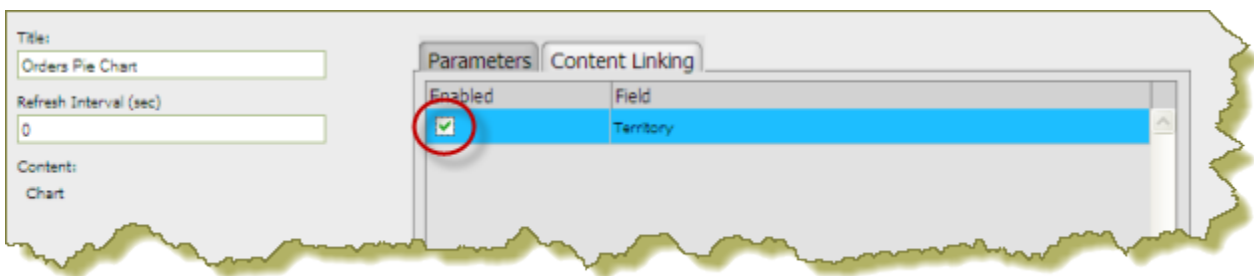 Title:
Orders Pie Chart
Refresh Interval (sec)
0
Content:
Chart
Parameters Content Linking
Enabled Field
Territory